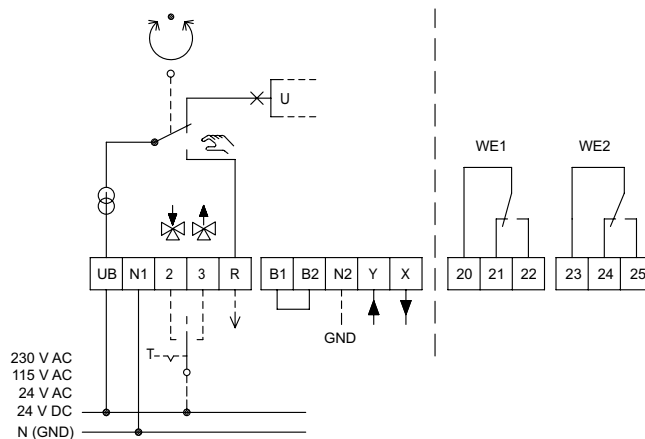 U
WE1 WE2
UB N1 2 3 R B1 B2 N2 Y X 20 21 22 23 24 25
GND
T
230 V AC
115 V AC
24 V AC
24 V DC
N (GND)